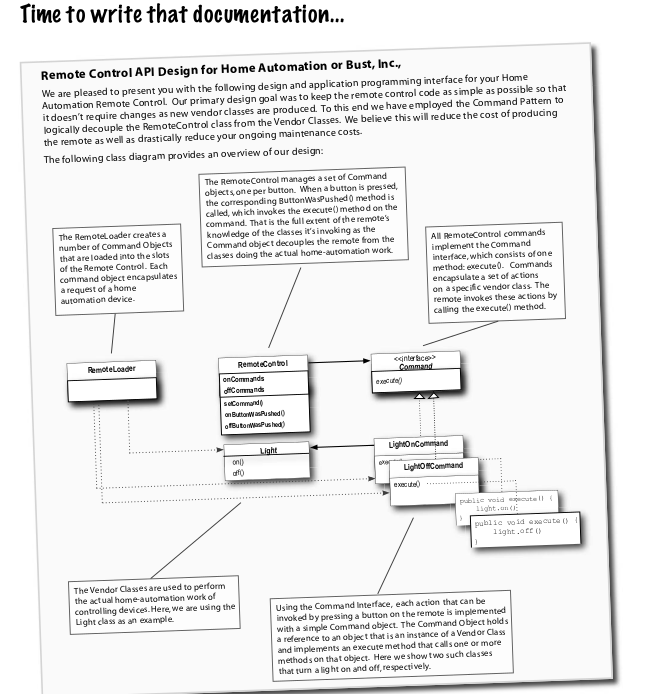 Time to write that documentation...
Remote Control API Design for Home Automation or Bust, Inc.,
We are pleased to present you with the following design and application programming interface for your Home
Automation Remote Control. Our primary design goal was to keep the remote control code as simple as possible so that
it doesn't require changes as new vendor classes are produced. To this end we have employed the Command Pattern to
logically decouple the RemoteControl class from the Vendor Classes. We believe this will reduce the cost of producing
the remote as well as drastically reduce your ongoing maintenance costs.
The following class diagram provides an overview of our design:
The RemoteControl manages a set of Command
objects, one per button. When a button is pressed,
the corresponding ButtonWasPushed() method is
called, which invokes the execute() method on the
command. That is the full extent of the remote's
knowledge of the classes it's invoking as the
Command object decouples the remote from the
classes doing the actual home-automation work.
The RemoteLoader creates a
number of Command Objects
that are loaded into the slots
of the Remote Control. Each
command object encapsulates
a request of a home
automation device.
All RemoteControl commands
implement the Command
interface, which consists of one
method: execute(). Commands
encapsulate a set of actions
on a specific vendor class. The
remote invokes these actions by
calling the execute() method.
RemoteLoader
RemoteControl
onCommands
offCommands
setCommand()
onButtonWasPushed()
offButtonWasPushed()
<<interface>>
Command
execute()
Light
on()
off()
LightOnCommand
LightOffCommand
execute()
public void execute() {
light.on()
}
public void execute() {
light.off()
}
The Vendor Classes are used to perform
the actual home-automation work of
controlling devices. Here, we are using the
Light class as an example.
Using the Command Interface, each action that can be
invoked by pressing a button on the remote is implemented
with a simple Command object. The Command Object holds
a reference to an object that is an instance of a Vendor Class
and implements an execute method that calls one or more
methods on that object. Here we show two such classes
that turn a light on and off, respectively.